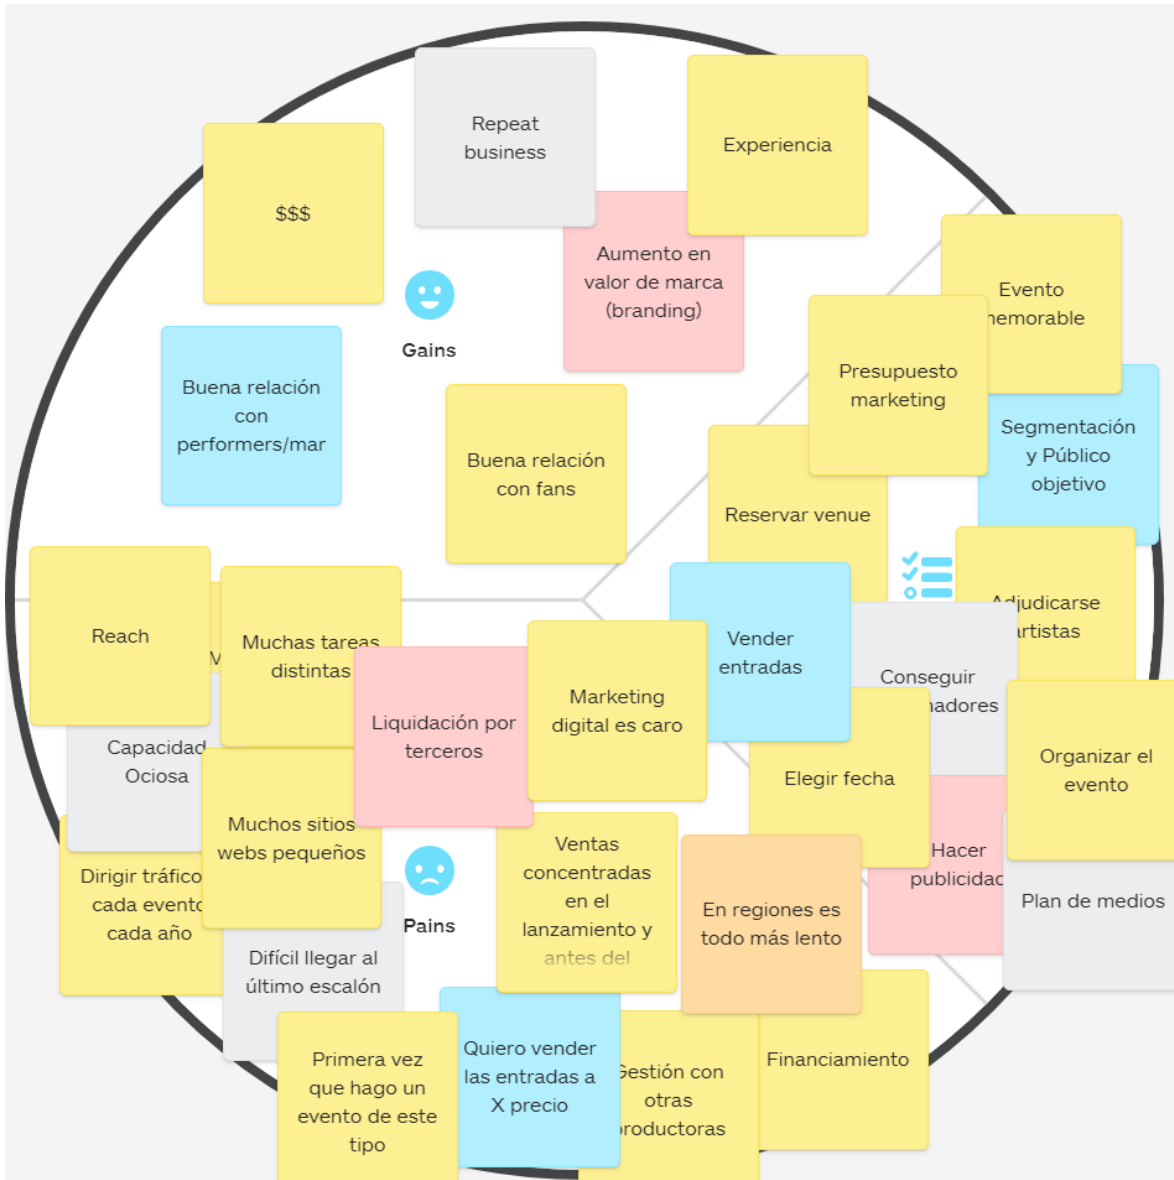 Repeat
business
Experiencia
$$$
Aumento en
valor de marca
(branding)
Gains
Buena relación
con
performers/mar
Buena relación
con fans
Evento
Presupuesto
marketing
Segmentación
y Público
objetivo
Reservar venue
Adjudicarse
artistas
Vender
entradas
Conseguir
Elegir fecha
Organizar el
evento
Hacer
publicidad
Plan de medios
Reach
Muchas tareas
distintas
Liquidación por
terceros
Marketing
digital es caro
Capacidad
Ociosa
Muchos sitios
webs pequeños
Dirigir tráfico
cada evento
cada año
Pains
Ventas
concentradas
en el
lanzamiento y
antes del
En regiones es
todo más lento
Difícil llegar al
último escalón
Primera vez
que hago un
evento de este
tipo
Quiero vender
las entradas a
X precio
Gestión con
otras
productoras
Financiamiento